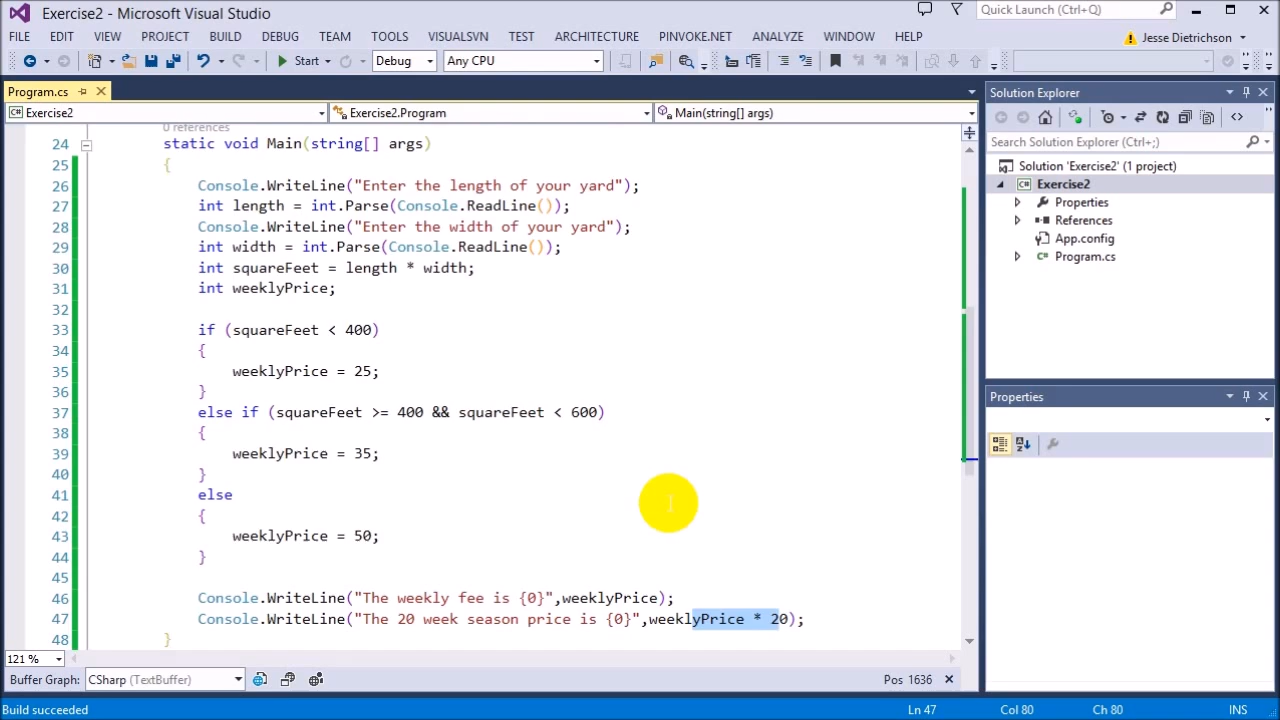 Exercise2 - Microsoft Visual Studio
Quick Launch (Ctrl+Q)
FILE EDIT VIEW PROJECT BUILD DEBUG TEAM TOOLS VISUALSVN TEST ARCHITECTURE PINVOKE.NET ANALYZE WINDOW HELP
Jesse Dietrichson
Start Debug Any CPU
Program.cs
Exercise2 Exercise2.Program Main(string[] args)
0 references
24 static void Main(string[] args)
25 {
26 Console.WriteLine("Enter the length of your yard");
27 int length = int.Parse(Console.ReadLine());
28 Console.WriteLine("Enter the width of your yard");
29 int width = int.Parse(Console.ReadLine());
30 int squareFeet = length * width;
31 int weeklyPrice;
32
33 if (squareFeet < 400)
34 {
35 weeklyPrice = 25;
36 }
37 else if (squareFeet >= 400 && squareFeet < 600)
38 {
39 weeklyPrice = 35;
40 }
41 else
42 {
43 weeklyPrice = 50;
44 }
45
46 Console.WriteLine("The weekly fee is {0}",weeklyPrice);
47 Console.WriteLine("The 20 week season price is {0}",weeklyPrice * 20);
48 }
121 %
Buffer Graph: CSharp (TextBuffer) Pos 1636
Solution Explorer
Search Solution Explorer (Ctrl+;)
Solution 'Exercise2' (1 project)
C# Exercise2
Properties
References
App.config
C# Program.cs
Properties
Build succeeded Ln 47 Col 80 Ch 80 INS